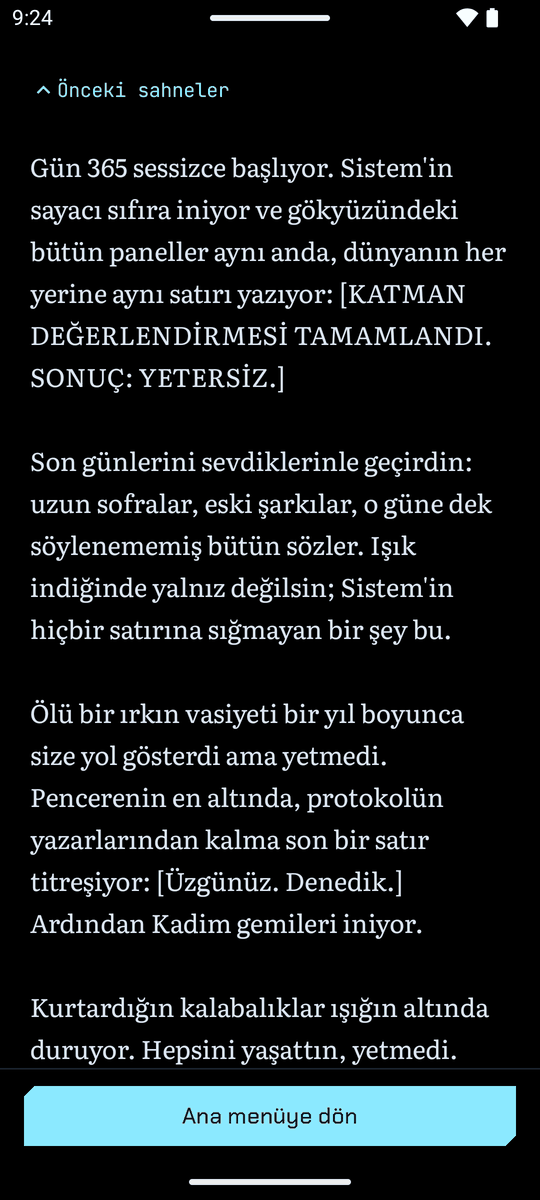 9:24
Önceki sahneler
Gün 365 sessizce başlıyor. Sistem'in
sayacı sıfıra iniyor ve gökyüzündeki
bütün paneller aynı anda, dünyanın her
yerine aynı satırı yazıyor: [KATMAN
DEĞERLENDİRMESİ TAMAMLANDI.
SONUÇ: YETERSİZ.]
Son günlerini sevdiklerinle geçirdin:
uzun sofralar, eski şarkılar, o güne dek
söylenememiş bütün sözler. Işık
indiğinde yalnız değilsin; Sistem'in
hiçbir satırına sığmayan bir şey bu.
Ölü bir ırkın vasiyeti bir yıl boyunca
size yol gösterdi ama yetmedi.
Pencerenin en altında, protokolün
yazarlarından kalma son bir satır
titreşiyor: [Üzgünüz. Denedik.]
Ardından Kadim gemileri iniyor.
Kurtardığın kalabalıklar ışığın altında
duruyor. Hepsini yaşattın, yetmedi.
Ana menüye dön